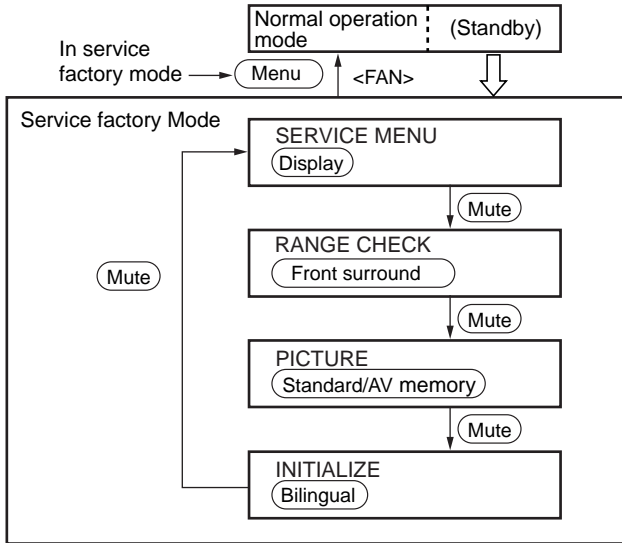 Normal operation
mode
(Standby)
In service
factory mode
Menu
<FAN>
Service factory Mode
SERVICE MENU
Display
Mute
RANGE CHECK
Front surround
Mute
Mute
PICTURE
Standard/AV memory
Mute
INITIALIZE
Bilingual